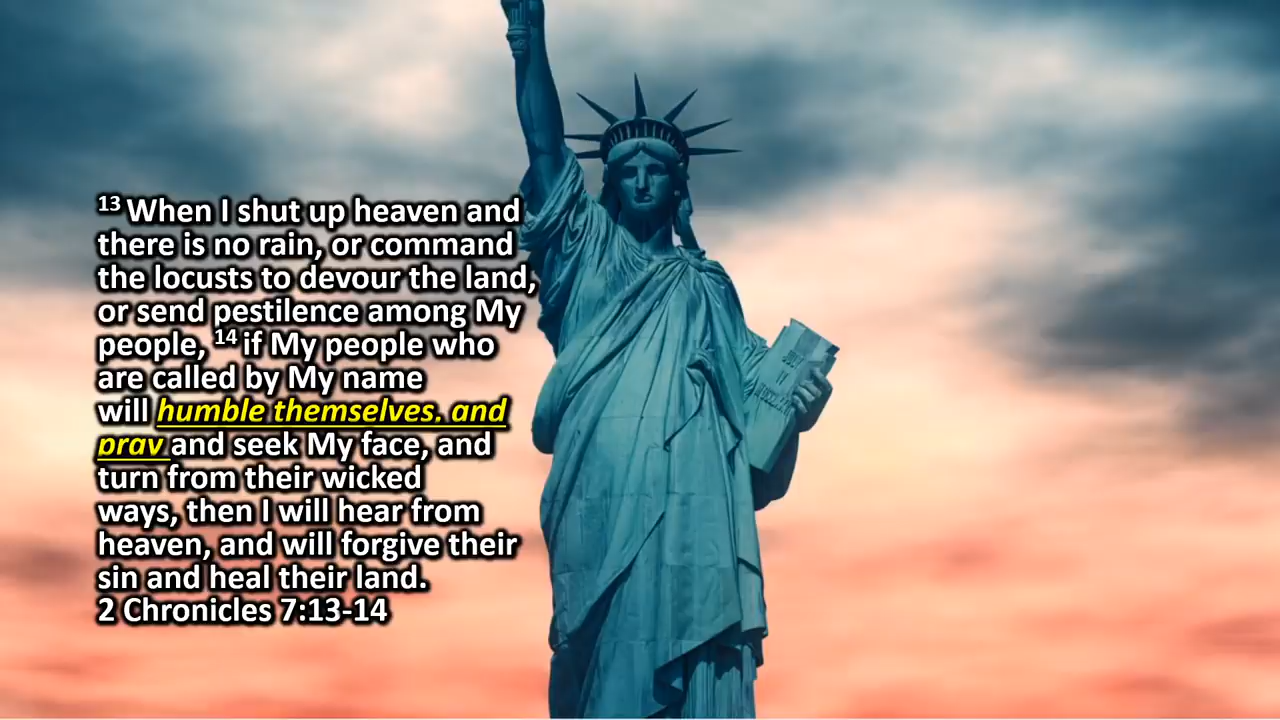 13 When I shut up heaven and
there is no rain, or command
the locusts to devour the land,
or send pestilence among My
people, 14 if My people who
are called by My name
will humble themselves, and
pray and seek My face, and
turn from their wicked
ways, then I will hear from
heaven, and will forgive their
sin and heal their land.
2 Chronicles 7:13-14